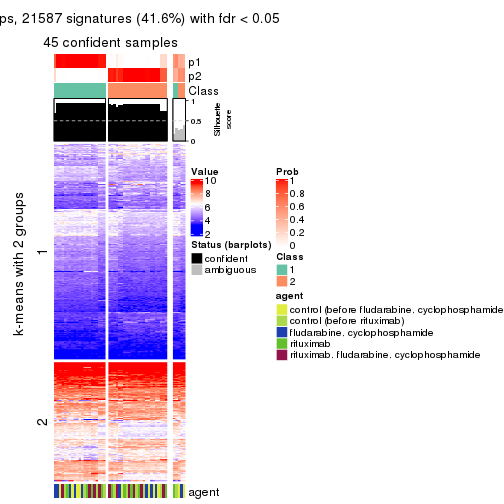 ps, 21587 signatures (41.6%) with fdr < 0.05
45 confident samples
p1
p2
Class
1
0.5
0
Silhouette
score
k-means with 2 groups
1
2
agent
Value
10
8
6
4
2
Status (barplots)
confident
ambiguous
Prob
1
0.8
0.6
0.4
0.2
0
Class
1
2
agent
control (before fludarabine. cyclophosphamide
control (before rituximab)
fludarabine. cyclophosphamide
rituximab
rituximab. fludarabine. cyclophosphamide